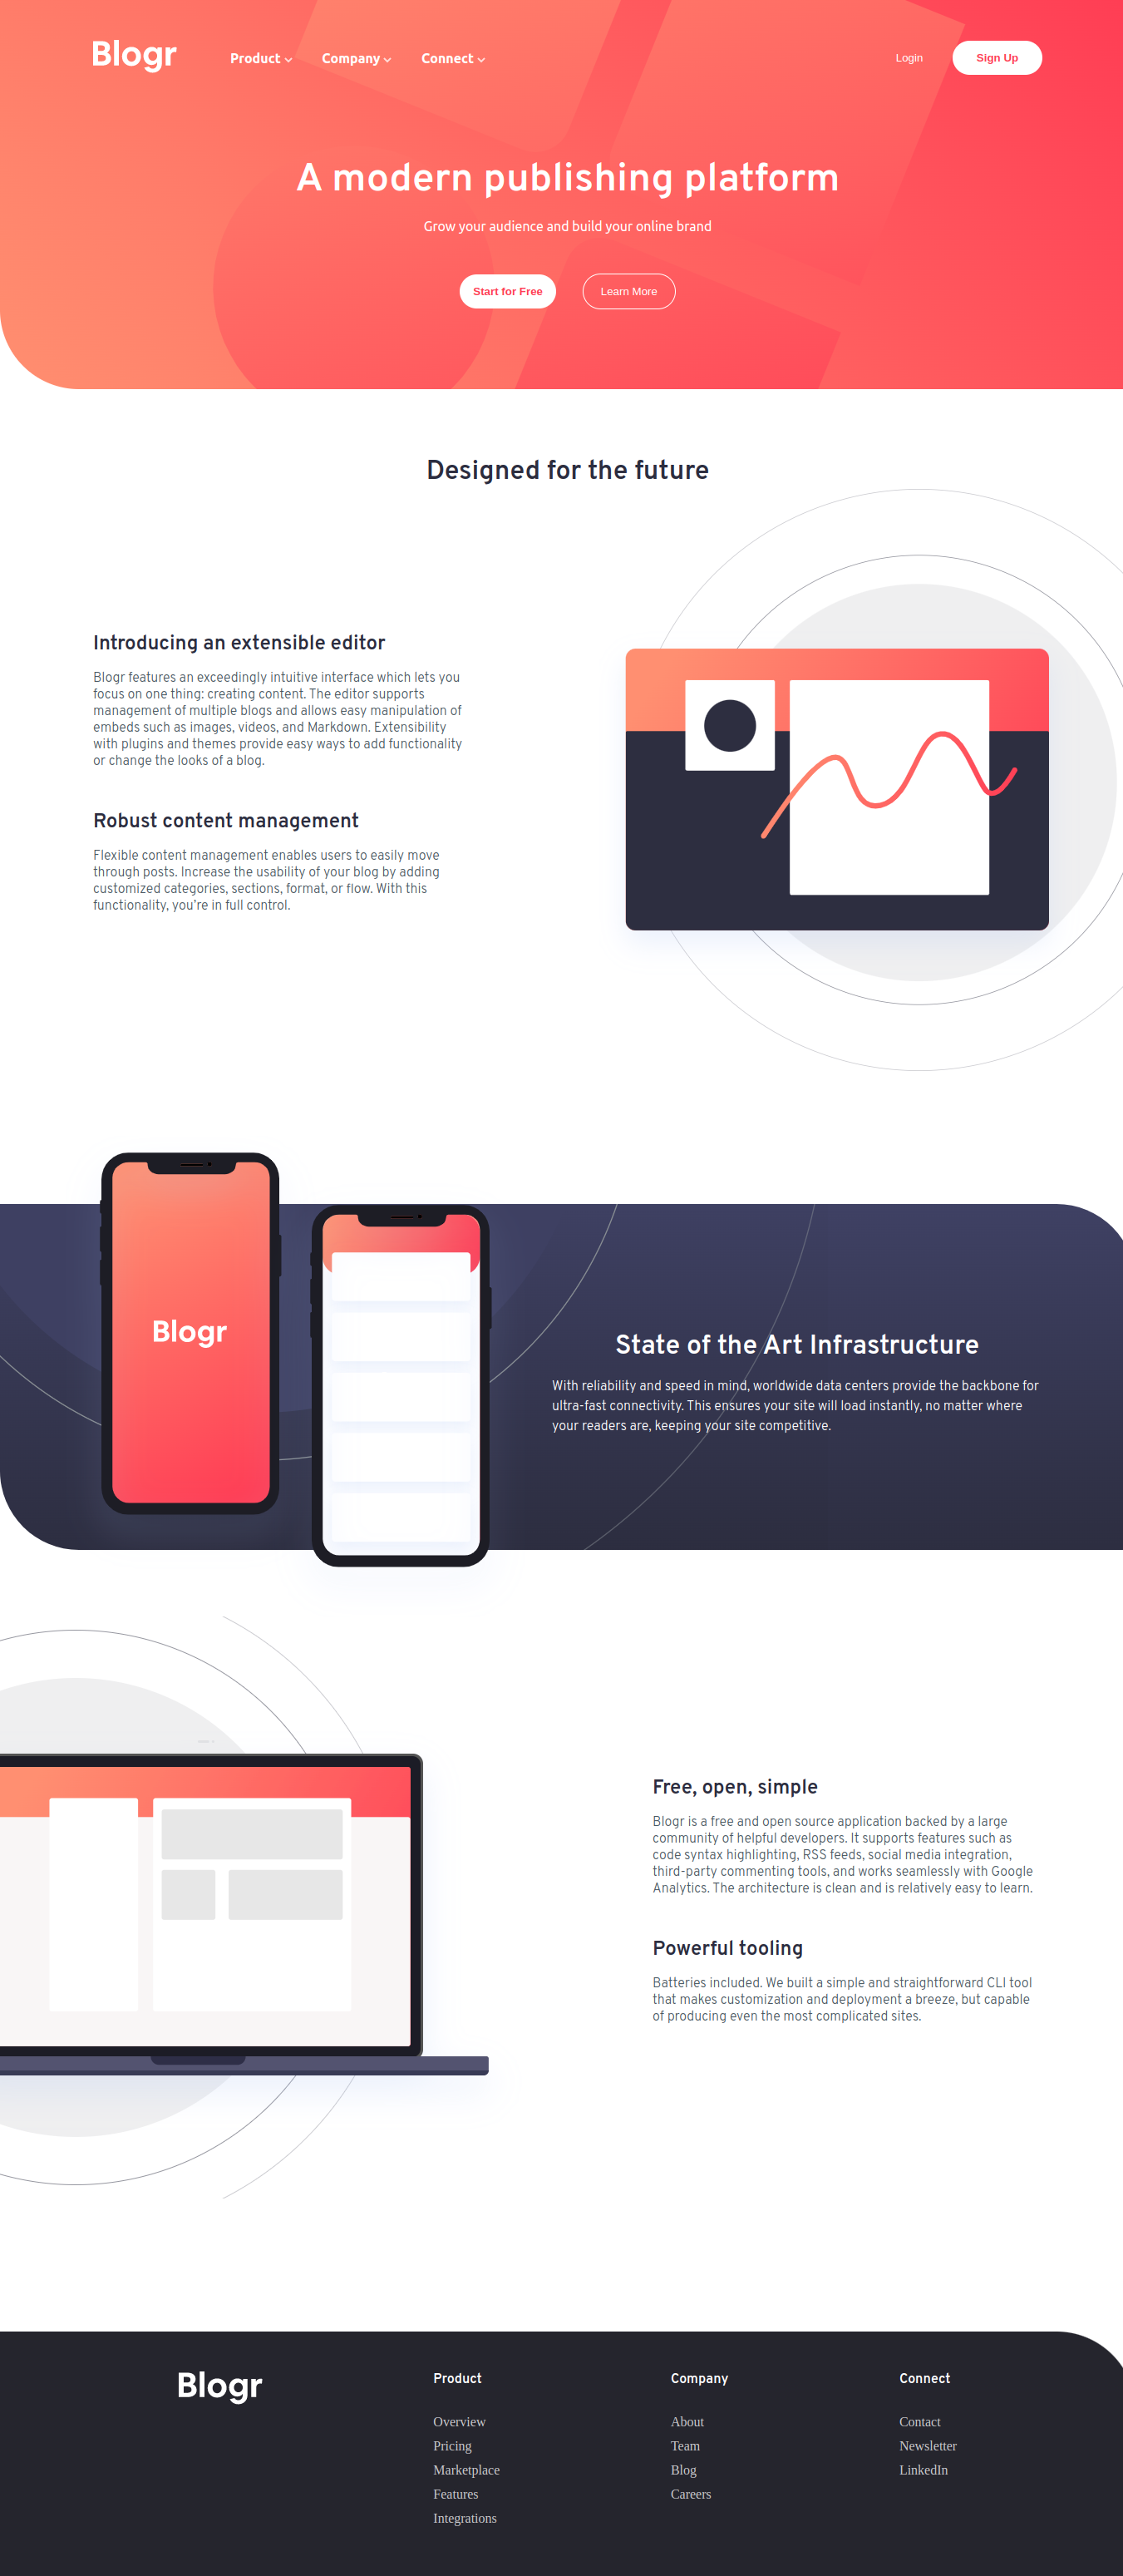 Blogr
Product
Company
Connect
Login
Sign Up
A modern publishing platform
Grow your audience and build your online brand
Start for Free
Learn More
Designed for the future
Introducing an extensible editor
Blogr features an exceedingly intuitive interface which lets you
focus on one thing: creating content. The editor supports
management of multiple blogs and allows easy manipulation of
embeds such as images, videos, and Markdown. Extensibility
with plugins and themes provide easy ways to add functionality
or change the looks of a blog.
Robust content management
Flexible content management enables users to easily move
through posts. Increase the usability of your blog by adding
customized categories, sections, format, or flow. With this
functionality, you're in full control.
Blogr
State of the Art Infrastructure
With reliability and speed in mind, worldwide data centers provide the backbone for
ultra-fast connectivity. This ensures your site will load instantly, no matter where
your readers are, keeping your site competitive.
Free, open, simple
Blogr is a free and open source application backed by a large
community of helpful developers. It supports features such as
code syntax highlighting, RSS feeds, social media integration,
third-party commenting tools, and works seamlessly with Google
Analytics. The architecture is clean and is relatively easy to learn.
Powerful tooling
Batteries included. We built a simple and straightforward CLI tool
that makes customization and deployment a breeze, but capable
of producing even the most complicated sites.
Blogr
Product
Overview
Pricing
Marketplace
Features
Integrations
Company
About
Team
Blog
Careers
Connect
Contact
Newsletter
LinkedIn